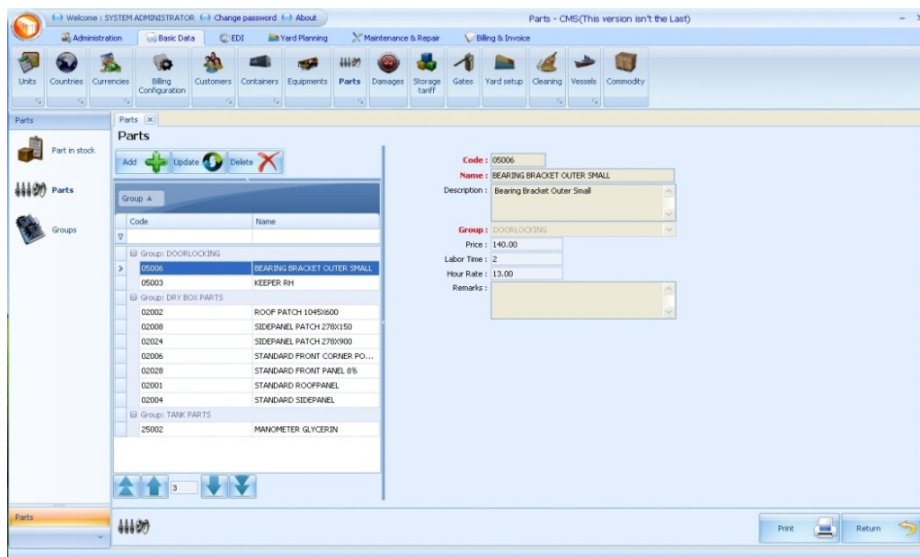 Welcome : SYSTEM ADMINISTRATOR Change password About
Parts - CMS(This version isn't the Last)
Administration Basic Data EDI Yard Planning Maintenance & Repair Billing & Invoice
Units Countries Currencies Billing Configuration Customers Containers Equipments Parts Damages Storage tariff Gates Yard setup Cleaning Vessels Commodity
Parts
Part in stock
Parts
Groups
Parts
Parts
Parts
Add Update Delete
Group
Code Name
Group: DOORLOCKING
05006 BEARING BRACKET OUTER SMALL
05003 KEEPER RH
Group: DRY BOX PARTS
02002 ROOF PATCH 1045X600
02008 SIDEPANEL PATCH 278X150
02024 SIDEPANEL PATCH 278X900
02006 STANDARD FRONT CORNER PO...
02028 STANDARD FRONT PANEL 8'6
02001 STANDARD ROOFPANEL
02004 STANDARD SIDEPANEL
Group: TANK PARTS
25002 MANOMETER GLYCERIN
3
Code : 05006
Name : BEARING BRACKET OUTER SMALL
Description : Bearing Bracket Outer Small
Group : DOORLOCKING
Price : 140.00
Labor Time : 2
Hour Rate : 13.00
Remarks :
Print Return